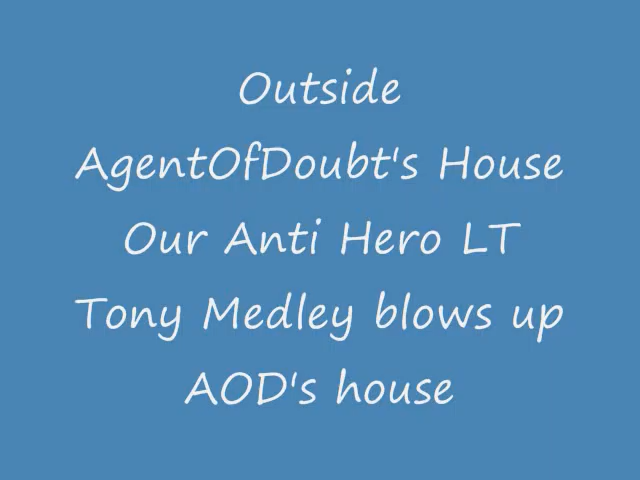 Outside
AgentOfDoubt's House
Our Anti Hero LT
Tony Medley blows up
AOD's house